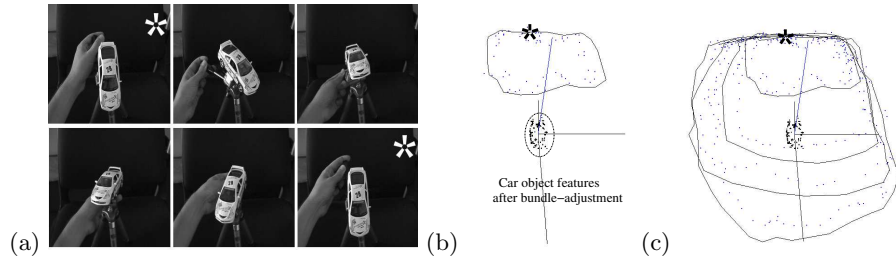 (a)
(b)
Car object features
after bundle−adjustment
(c)